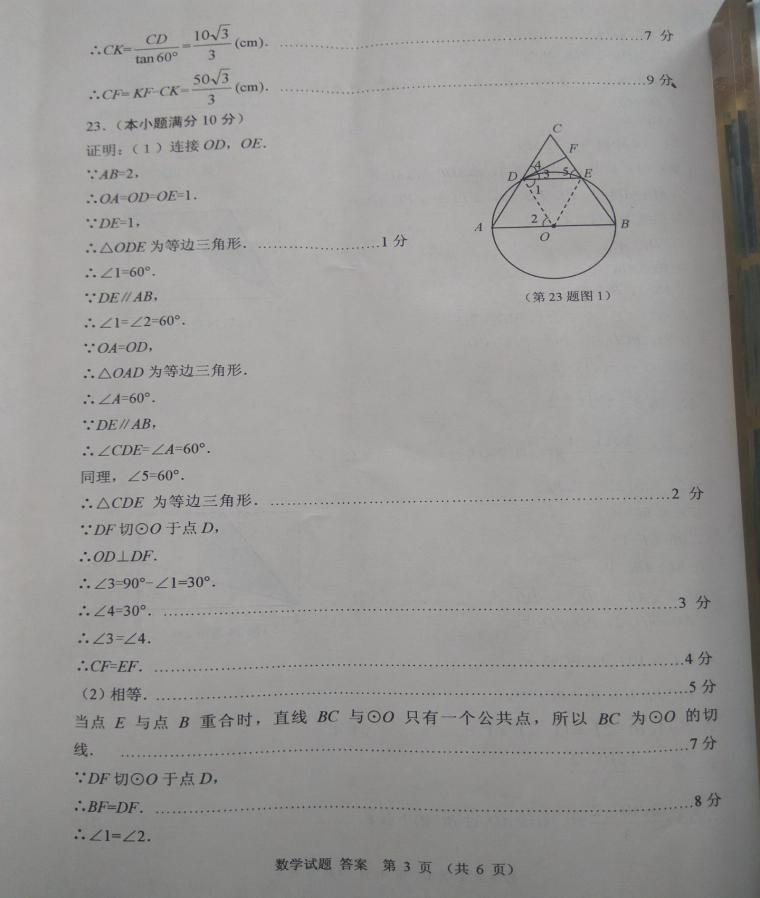 ∴CK=CD/tan60°=10√3/3(cm). ……7 分
∴CF=KF-CK=50√3/3(cm). ……9 分
23.（本小题满分 10 分）
证明：（1）连接 OD，OE.
∵AB=2，
∴OA=OD=OE=1.
∵DE=1，
∴△ODE 为等边三角形. ……1 分
∴∠1=60°.
∵DE∥AB，
∴∠1=∠2=60°.
∵OA=OD，
∴△OAD 为等边三角形.
∴∠A=60°.
∵DE∥AB，
∴∠CDE=∠A=60°.
同理，∠5=60°.
∴△CDE 为等边三角形. ……2 分
∵DF 切⊙O 于点 D，
∴OD⊥DF.
∴∠3=90°-∠1=30°.
∴∠4=30°. ……3 分
∴∠3=∠4.
∴CF=EF. ……4 分
（2）相等. ……5 分
当点 E 与点 B 重合时，直线 BC 与⊙O 只有一个公共点，所以 BC 为⊙O 的切
线. ……7 分
∵DF 切⊙O 于点 D，
∴BF=DF. ……8 分
∴∠1=∠2.
C
F
D
4
3
5
E
1
A
2
O
B
（第 23 题图 1）
数学试题 答案 第 3 页 （共 6 页）